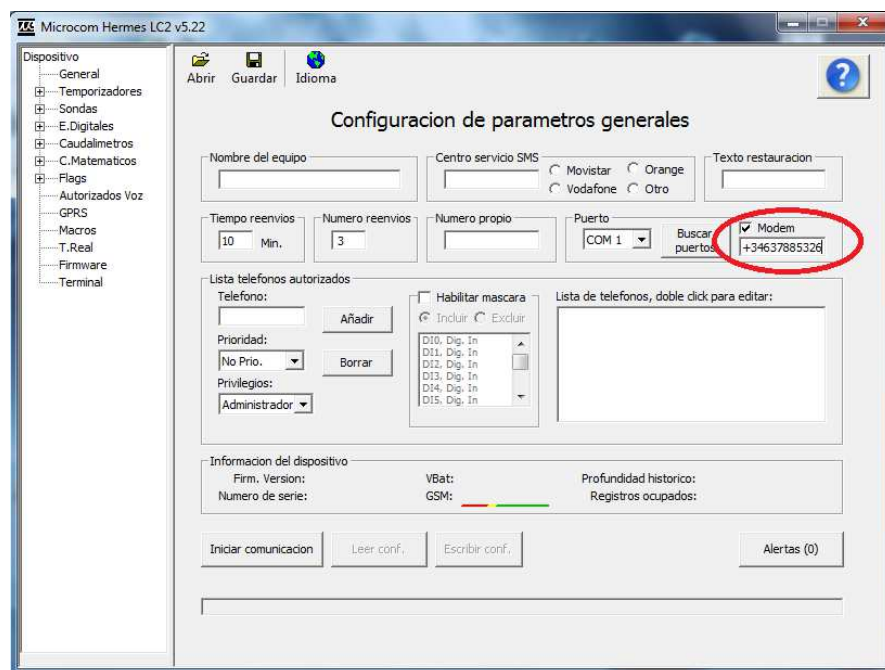 Microcom Hermes LC2 v5.22
Dispositivo
General
Temporizadores
Sondas
E.Digitales
Caudalimetros
C.Matematicos
Flags
Autorizados Voz
GPRS
Macros
T.Real
Firmware
Terminal
Abrir Guardar Idioma
?
Configuracion de parametros generales
Nombre del equipo
Centro servicio SMS
Movistar Orange
Vodafone Otro
Texto restauracion
Tiempo reenvios
10 Min.
Numero reenvios
3
Numero propio
Puerto
COM 1
Buscar
puertos
Modem
+34637885326
Lista telefonos autorizados
Telefono:
Añadir
Prioridad:
No Prio.
Borrar
Privilegios:
Administrador
Habilitar mascara
Incluir Excluir
DI0, Dig. In
DI1, Dig. In
DI2, Dig. In
DI3, Dig. In
DI4, Dig. In
DI5, Dig. In
Lista de telefonos, doble click para editar:
Informacion del dispositivo
Firm. Version: VBat: Profundidad historico:
Numero de serie: GSM: Registros ocupados:
Iniciar comunicacion Leer conf. Escribir conf. Alertas (0)